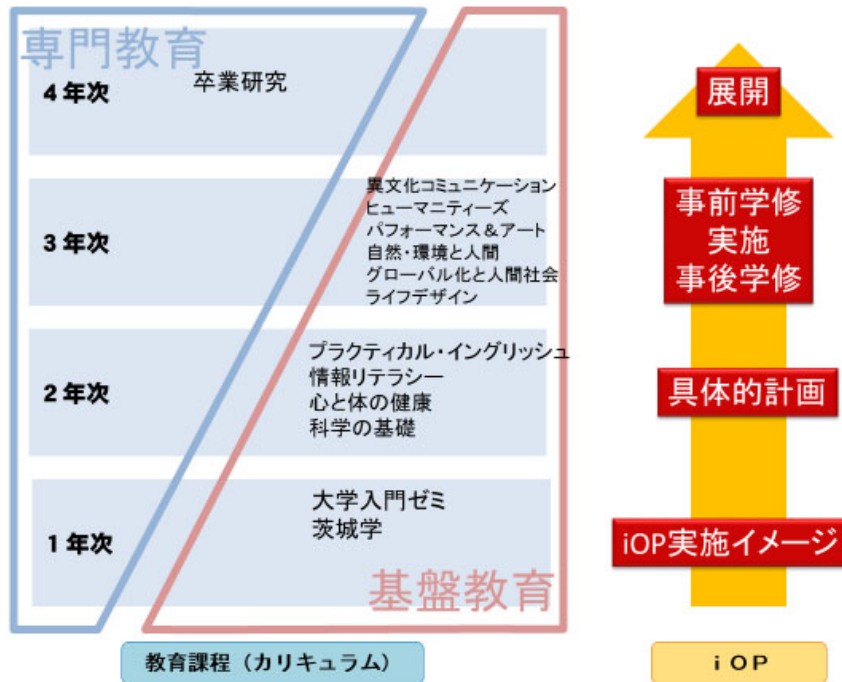 専門教育
4年次
卒業研究
3年次
異文化コミュニケーション
ヒューマニティーズ
パフォーマンス&アート
自然・環境と人間
グローバル化と人間社会
ライフデザイン
2年次
プラクティカル・イングリッシュ
情報リテラシー
心と体の健康
科学の基礎
1年次
大学入門ゼミ
茨城学
基盤教育
教育課程(カリキュラム)
展開
事前学修
実施
事後学修
具体的計画
iOP実施イメージ
iOP